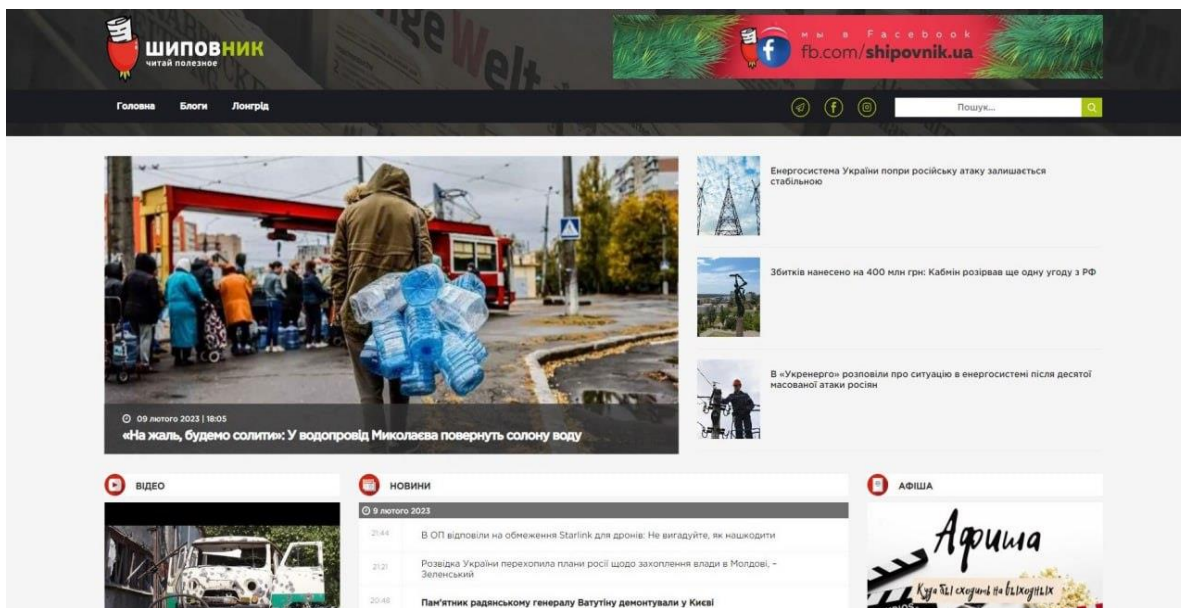 ШИПОВНИК
читай полезное
мы в Facebook
fb.com/shipovnik.ua
Головна Блоги Лонгрід
Пошук...
Енергосистема України попри російську атаку залишається
стабільною
Збитків нанесено на 400 млн грн: Кабмін розірвав ще одну угоду з РФ
В «Укренерго» розповіли про ситуацію в енергосистемі після десятої
масованої атаки росіян
09 лютого 2023 | 18:05
«На жаль, будемо солити»: У водопровід Миколаєва повернуть солону воду
ВІДЕО
НОВИНИ
АФІША
9 лютого 2023
21:44 В ОП відповіли на обмеження Starlink для дронів: Не вигадуйте, як нашкодити
21:21 Розвідка України перехопила плани росії щодо захоплення влади в Молдові, –
Зеленський
20:48 Пам'ятник радянському генералу Ватутіну демонтували у Києві
Афиша
Куда бы сходить на выходных